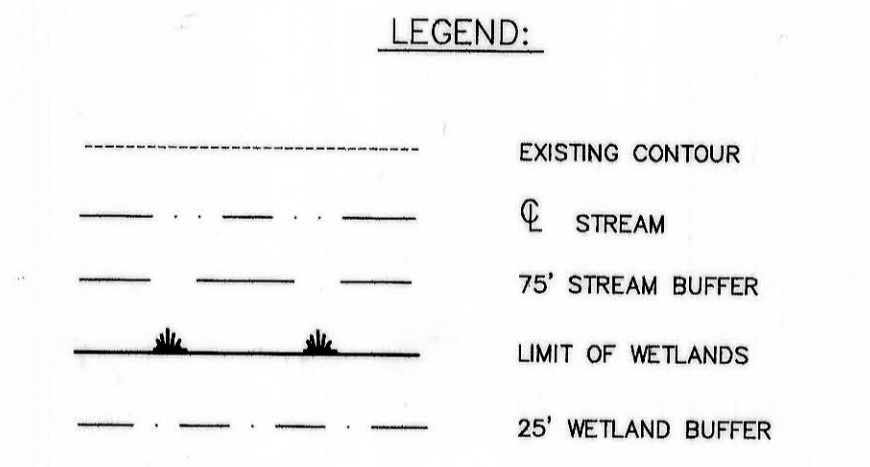 LEGEND:
EXISTING CONTOUR
℄ STREAM
75' STREAM BUFFER
LIMIT OF WETLANDS
25' WETLAND BUFFER